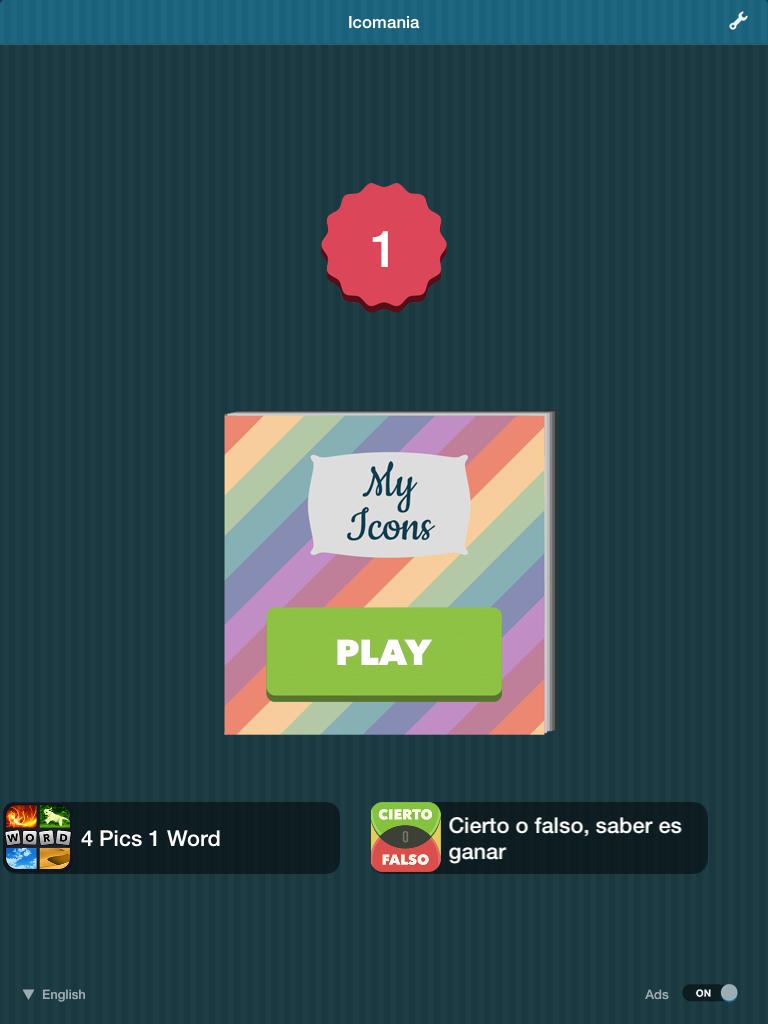 Icomania
1
My
Icons
PLAY
WORD
4 Pics 1 Word
CIERTO
0
FALSO
Cierto o falso, saber es
ganar
English
Ads
ON